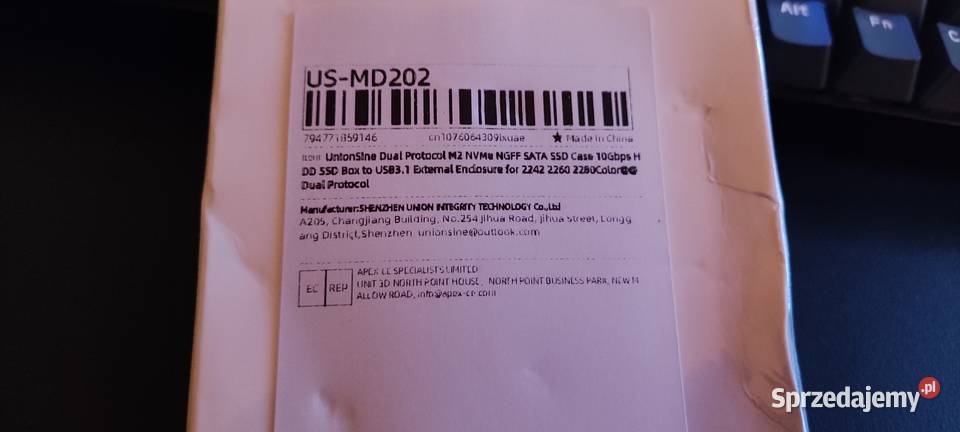 Alt
Fn
US-MD202
794771859146 cn1076064309ixuae ★ Made in China
Item: UnionSine Dual Protocol M2 NVMe NGFF SATA SSD Case 10Gbps H
DD SSD Box to USB3.1 External Enclosure for 2242 2260 2280Color:
Dual Protocol
Manufacturer:SHENZHEN UNION INTEGRITY TECHNOLOGY Co.,Ltd
A205, Changjiang Building, No.254 Jihua Road, Jihua Street, Longg
ang District,Shenzhen unionsine@outlook.com
EC REP
APEX CE SPECIALISTS LIMITED
UNIT 3D NORTH POINT HOUSE, NORTH POINT BUSINESS PARK, NEW M
ALLOW ROAD, info@apex-ce.com
Sprzedajemy.pl